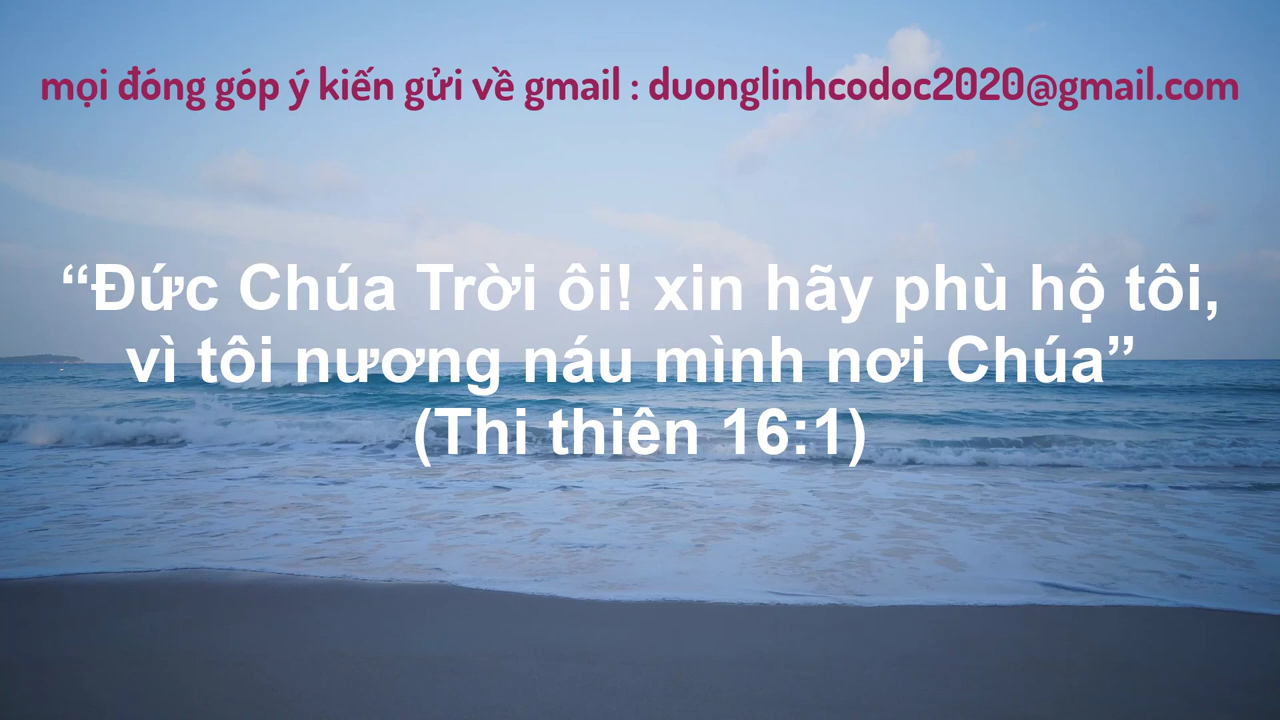 mọi đóng góp ý kiến gửi về gmail : duonglinhcodoc2020@gmail.com
“Đức Chúa Trời ôi! xin hãy phù hộ tôi,
vì tôi nương náu mình nơi Chúa”
(Thi thiên 16:1)